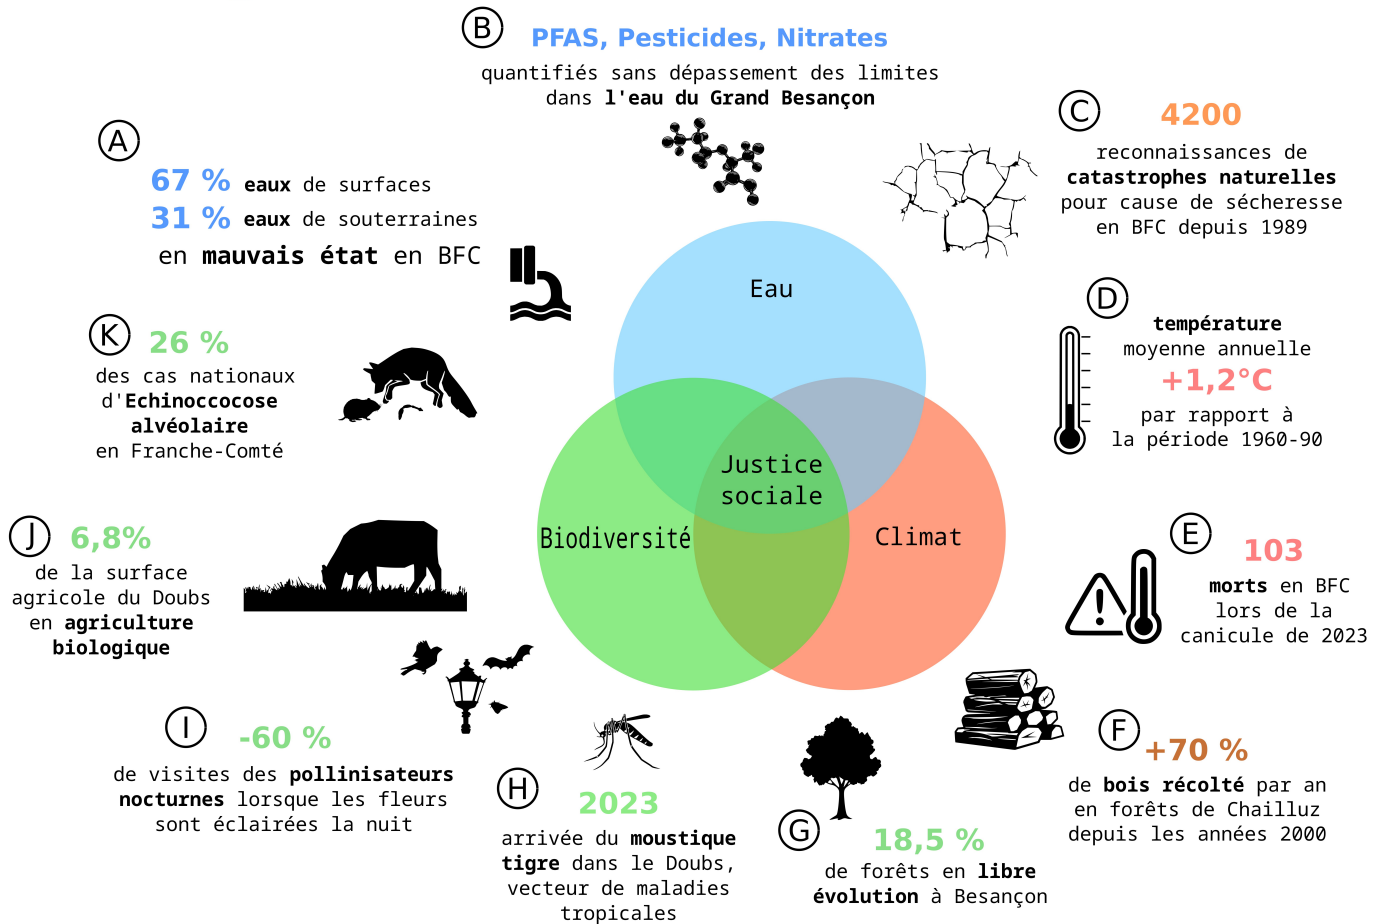 B
PFAS, Pesticides, Nitrates
quantifiés sans dépassement des limites
dans l'eau du Grand Besançon
C
4200
reconnaissances de
catastrophes naturelles
pour cause de sécheresse
en BFC depuis 1989
A
67 % eaux de surfaces
31 % eaux de souterraines
en mauvais état en BFC
Eau
D
température
moyenne annuelle
+1,2°C
par rapport à
la période 1960-90
K
26 %
des cas nationaux
d'Echinoccocose
alvéolaire
en Franche-Comté
Justice
sociale
Biodiversité
Climat
J
6,8%
de la surface
agricole du Doubs
en agriculture
biologique
E
103
morts en BFC
lors de la
canicule de 2023
I
-60 %
de visites des pollinisateurs
nocturnes lorsque les fleurs
sont éclairées la nuit
H
2023
arrivée du moustique
tigre dans le Doubs,
vecteur de maladies
tropicales
G
18,5 %
de forêts en libre
évolution à Besançon
F
+70 %
de bois récolté par an
en forêts de Chailluz
depuis les années 2000